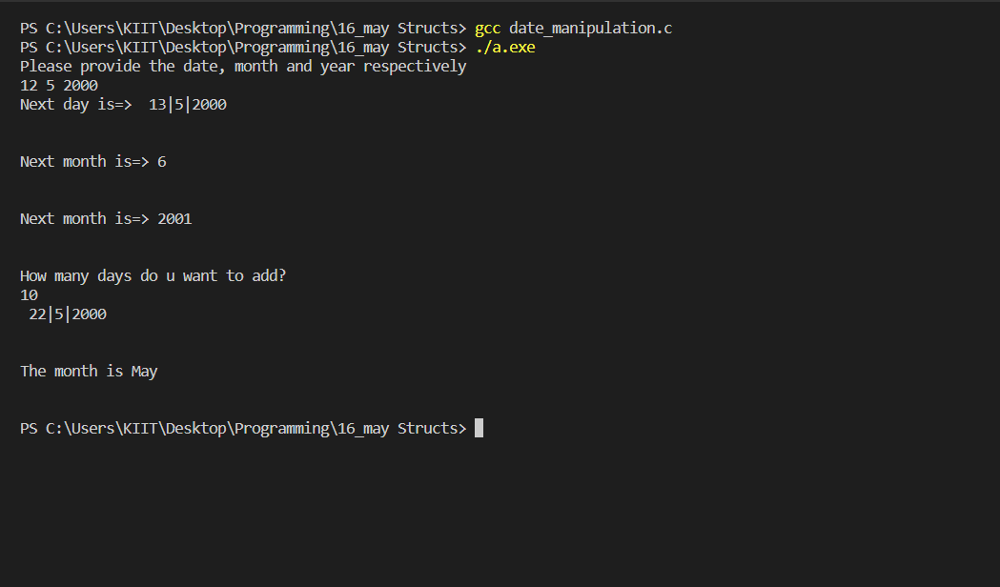 PS C:\Users\KIIT\Desktop\Programming\16_may Structs> gcc date_manipulation.c
PS C:\Users\KIIT\Desktop\Programming\16_may Structs> ./a.exe
Please provide the date, month and year respectively
12 5 2000
Next day is=>  13|5|2000
Next month is=> 6
Next month is=> 2001
How many days do u want to add?
10
 22|5|2000
The month is May
PS C:\Users\KIIT\Desktop\Programming\16_may Structs>